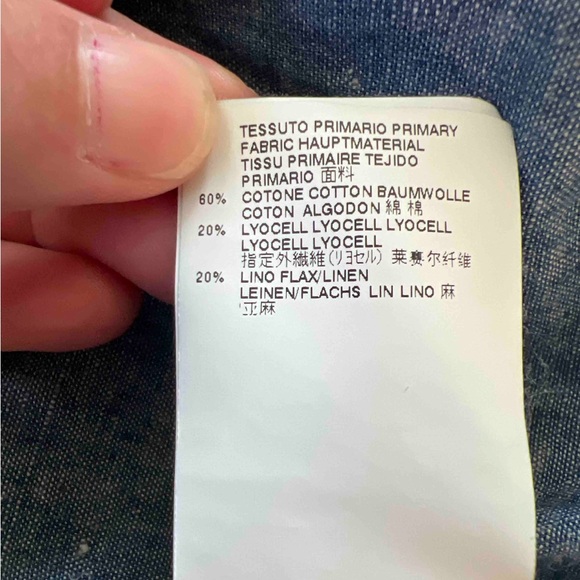 TESSUTO PRIMARIO PRIMARY
FABRIC HAUPTMATERIAL
TISSU PRIMAIRE TEJIDO
PRIMARIO 面料
60% COTONE COTTON BAUMWOLLE
COTON ALGODON 綿 棉
20% LYOCELL LYOCELL LYOCELL
LYOCELL LYOCELL
指定外繊維(リヨセル) 莱赛尔纤维
20% LINO FLAX/LINEN
LEINEN/FLACHS LIN LINO 麻
亚麻